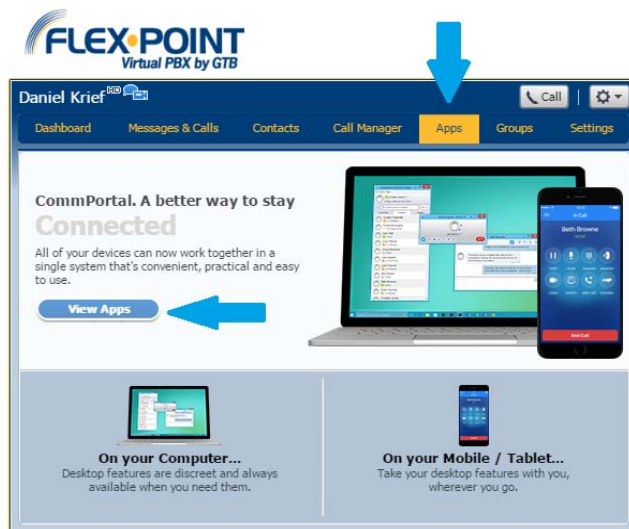 FLEX•POINT
Virtual PBX by GTB
Daniel Krief HD
Call
Dashboard Messages & Calls Contacts Call Manager Apps Groups Settings
CommPortal. A better way to stay
Connected
All of your devices can now work together in a
single system that's convenient, practical and easy
to use.
View Apps
In Call
Beth Browne
End Call
On your Computer...
Desktop features are discreet and always
available when you need them.
On your Mobile / Tablet...
Take your desktop features with you,
wherever you go.